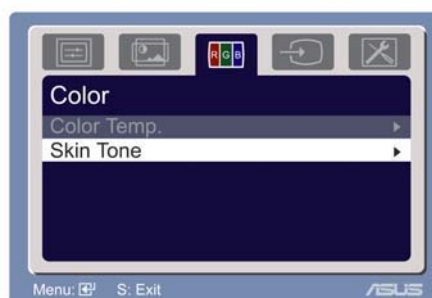 RGB
Color
Color Temp.
Skin Tone
Menu: S: Exit
ASUS